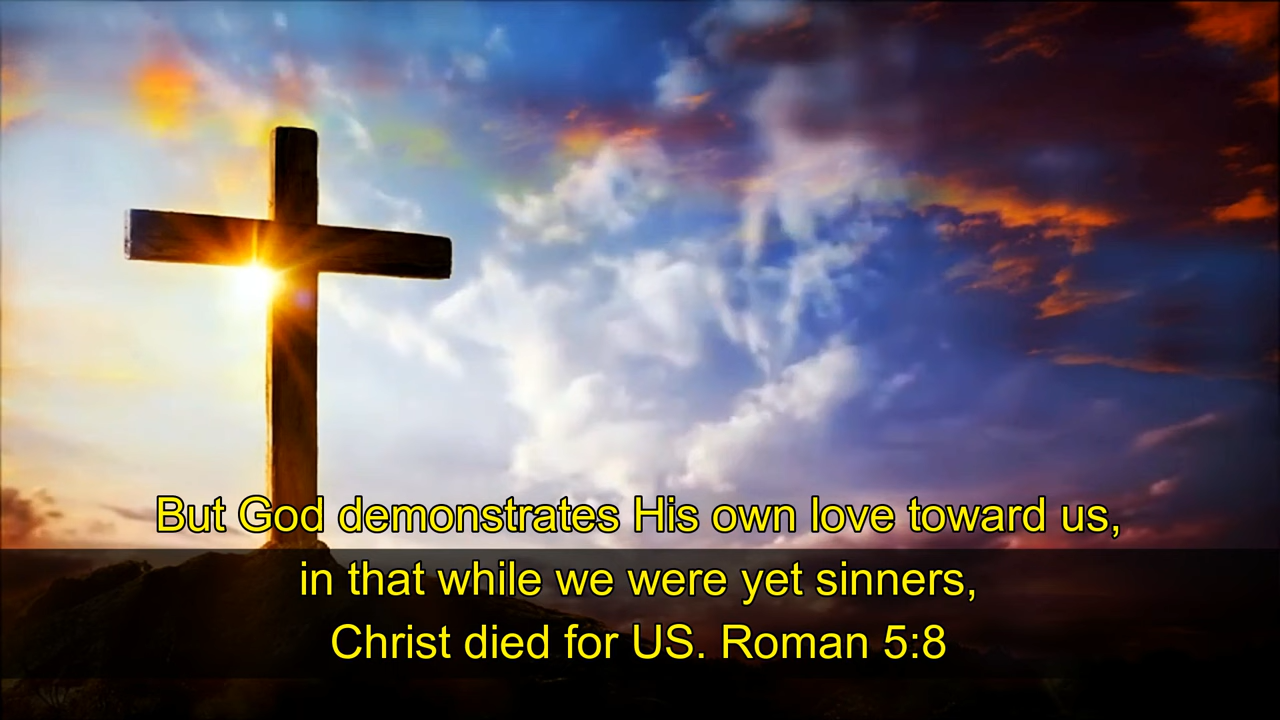 But God demonstrates His own love toward us,
in that while we were yet sinners,
Christ died for US. Roman 5:8